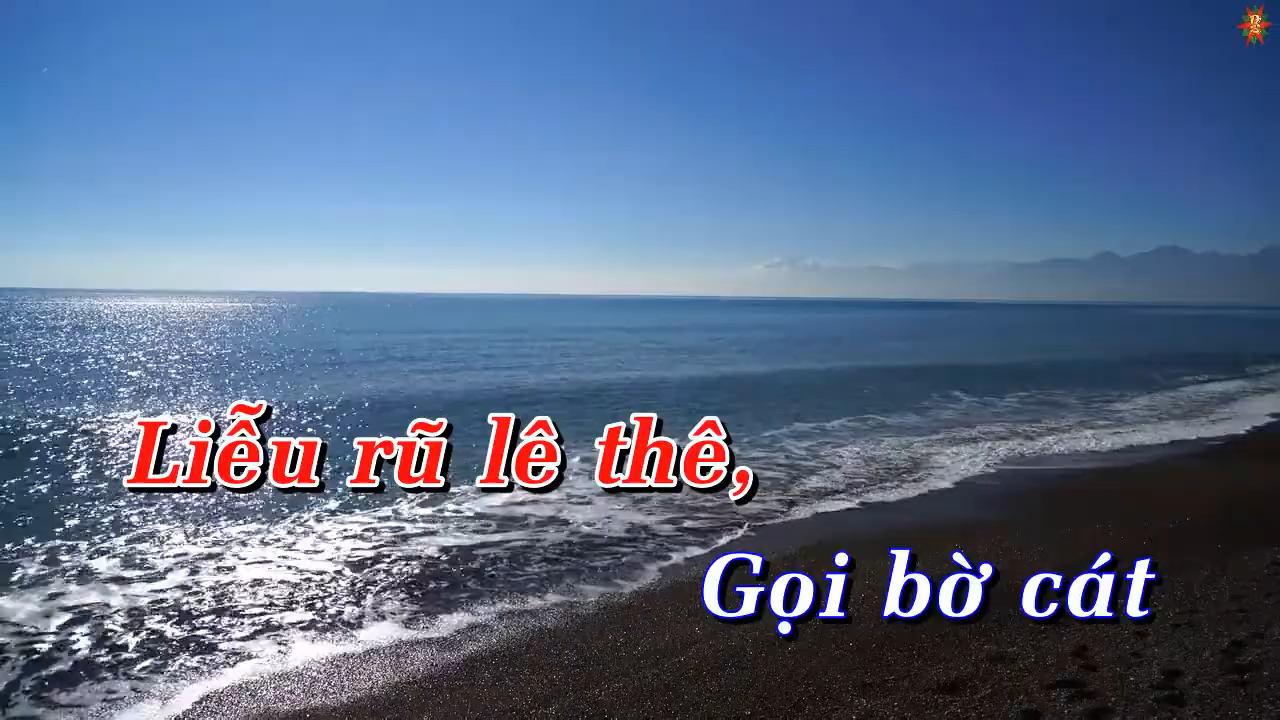 Liễu rũ lê thê,
Gọi bờ cát